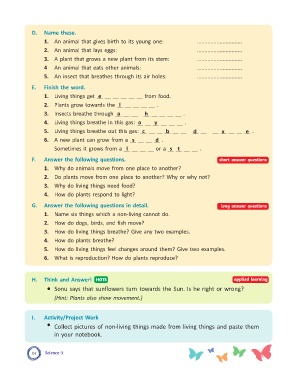 D. Name these.
1. An animal that gives birth to its young one: ..............................
2. An animal that lays eggs: ..............................
3. A plant that grows a new plant from its stem: ..............................
4 An animal that eats other animals: ..............................
5. An insect that breathes through its air holes: ..............................
E. Finish the word.
1. Living things get e _ _ _ _ _ from food.
2. Plants grow towards the l _ _ _ _ .
3. Insects breathe through a _ _ h _ _ _ _ .
4. Living things breathe in this gas: o _ y _ _ _ .
5. Living things breathe out this gas: c _ _ b _ _ d _ _ x _ _ e .
6. A new plant can grow from a s _ _ d .
Sometimes it grows from a l _ _ _ or a s t _ _ .
F. Answer the following questions. short answer questions
1. Why do animals move from one place to another?
2. Do plants move from one place to another? Why or why not?
3. Why do living things need food?
4. How do plants respond to light?
G. Answer the following questions in detail. long answer questions
1. Name six things which a non-living cannot do.
2. How do dogs, birds, and fish move?
3. How do living things breathe? Give any two examples.
4. How do plants breathe?
5. How do living things feel changes around them? Give two examples.
6. What is reproduction? How do plants reproduce?
H. Think and Answer! HOTS applied learning
• Sonu says that sunflowers turn towards the Sun. Is he right or wrong?
(Hint: Plants also show movement.)
I. Activity/Project Work
• Collect pictures of non-living things made from living things and paste them
in your notebook.
Science 3